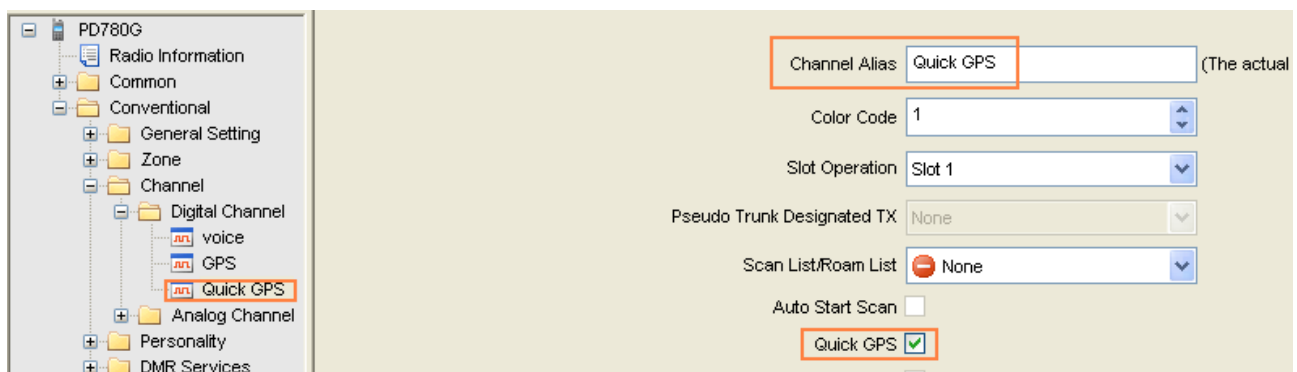 PD780G
Radio Information
Common
Conventional
General Setting
Zone
Channel
Digital Channel
voice
GPS
Quick GPS
Analog Channel
Personality
DMR Services
Channel Alias Quick GPS (The actual
Color Code 1
Slot Operation Slot 1
Pseudo Trunk Designated TX None
Scan List/Roam List None
Auto Start Scan
Quick GPS